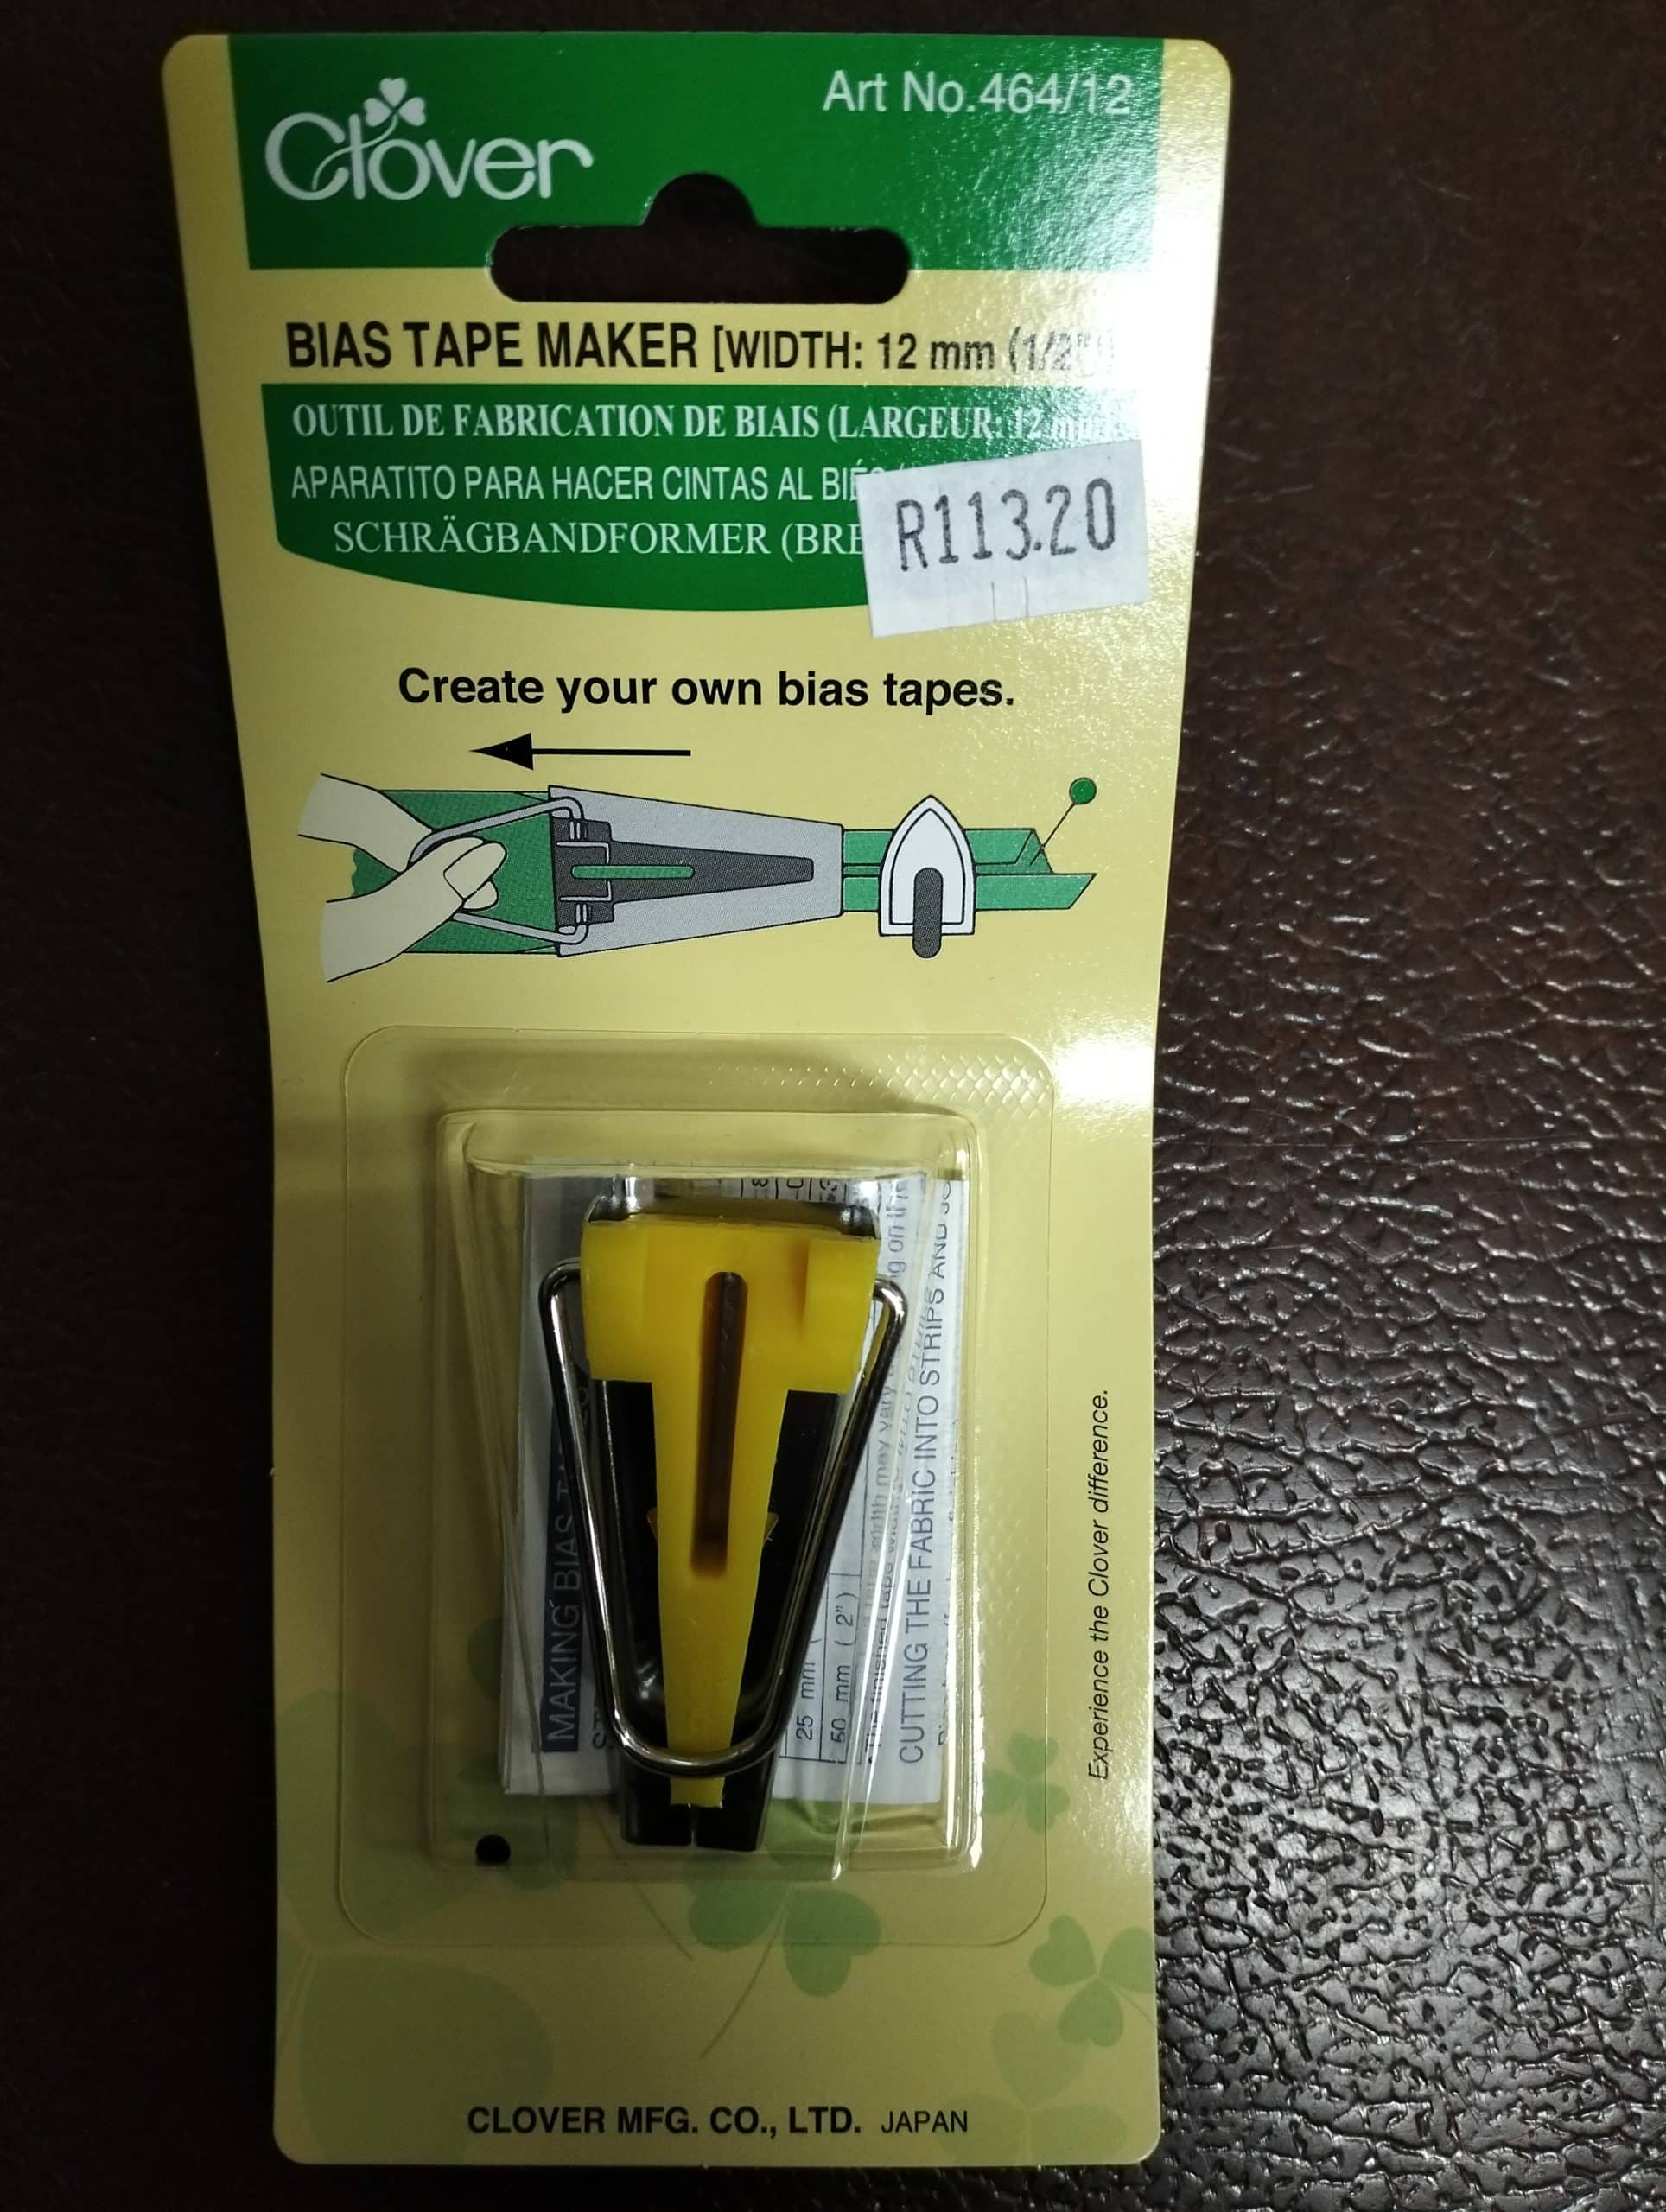 Clover
Art No.464/12
BIAS TAPE MAKER [WIDTH: 12 mm (1/2")]
OUTIL DE FABRICATION DE BIAIS (LARGEUR: 12 mm)
APARATITO PARA HACER CINTAS AL
SCHRÄGBANDFORMER
R113.20
Create your own bias tapes.
MAKING BIAS
25 mm (
50 mm ( 2")
may vary
CUTTING THE FABRIC INTO STRIPS AND
Experience the Clover difference.
CLOVER MFG. CO., LTD. JAPAN